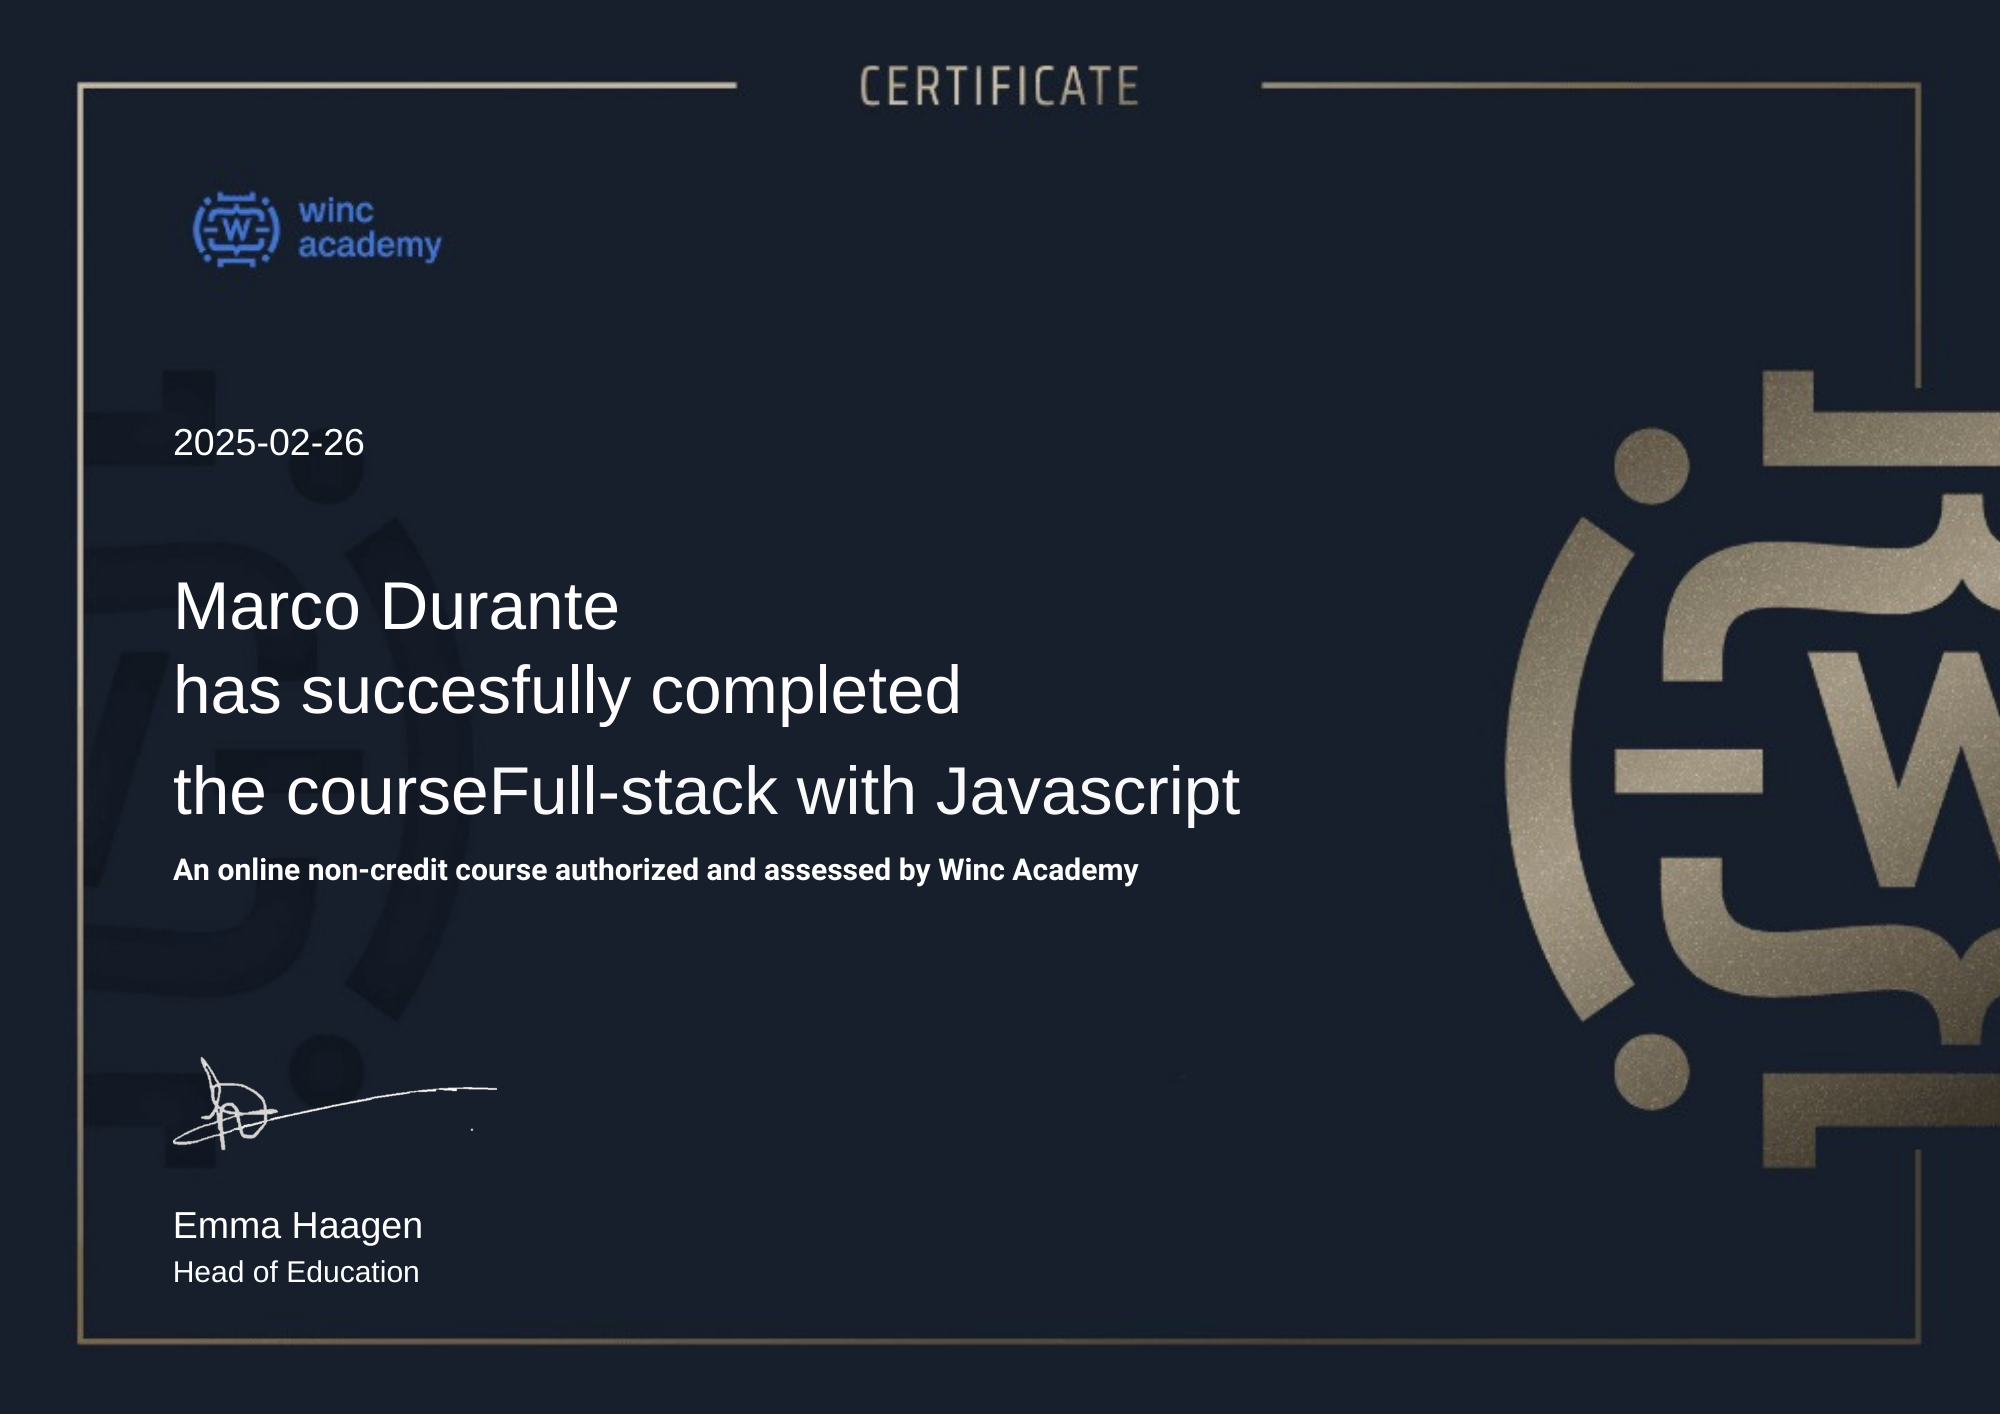 CERTIFICATE
winc
academy
2025-02-26
Marco Durante
has succesfully completed
the courseFull-stack with Javascript
An online non-credit course authorized and assessed by Winc Academy
Emma Haagen
Head of Education